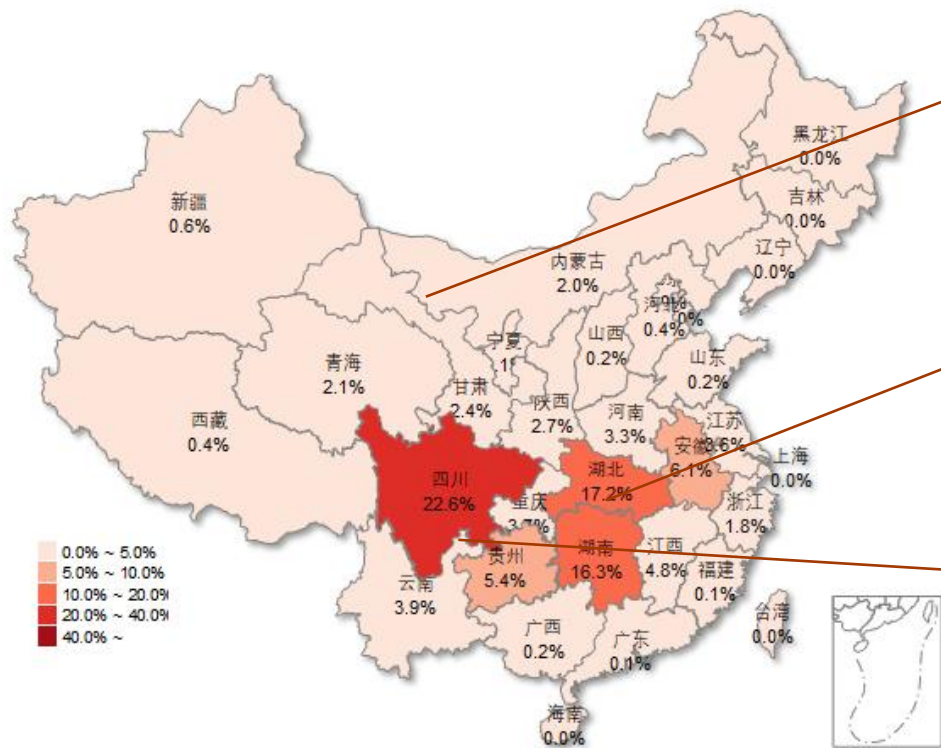 黑龙江
0.0%
吉林
0.0%
辽宁
0.0%
新疆
0.6%
内蒙古
2.0%
河北
0.4%
山西
0.2%
宁夏
山东
0.2%
青海
2.1%
甘肃
2.4%
陕西
2.7%
河南
3.3%
江苏
3.6%
安徽
6.1%
上海
0.0%
西藏
0.4%
四川
22.6%
湖北
17.2%
重庆
3.7%
浙江
1.8%
湖南
16.3%
江西
4.8%
贵州
5.4%
福建
0.1%
云南
3.9%
台湾
0.0%
广西
0.2%
广东
0.1%
海南
0.0%
0.0% ~ 5.0%
5.0% ~ 10.0%
10.0% ~ 20.0%
20.0% ~ 40.0%
40.0% ~